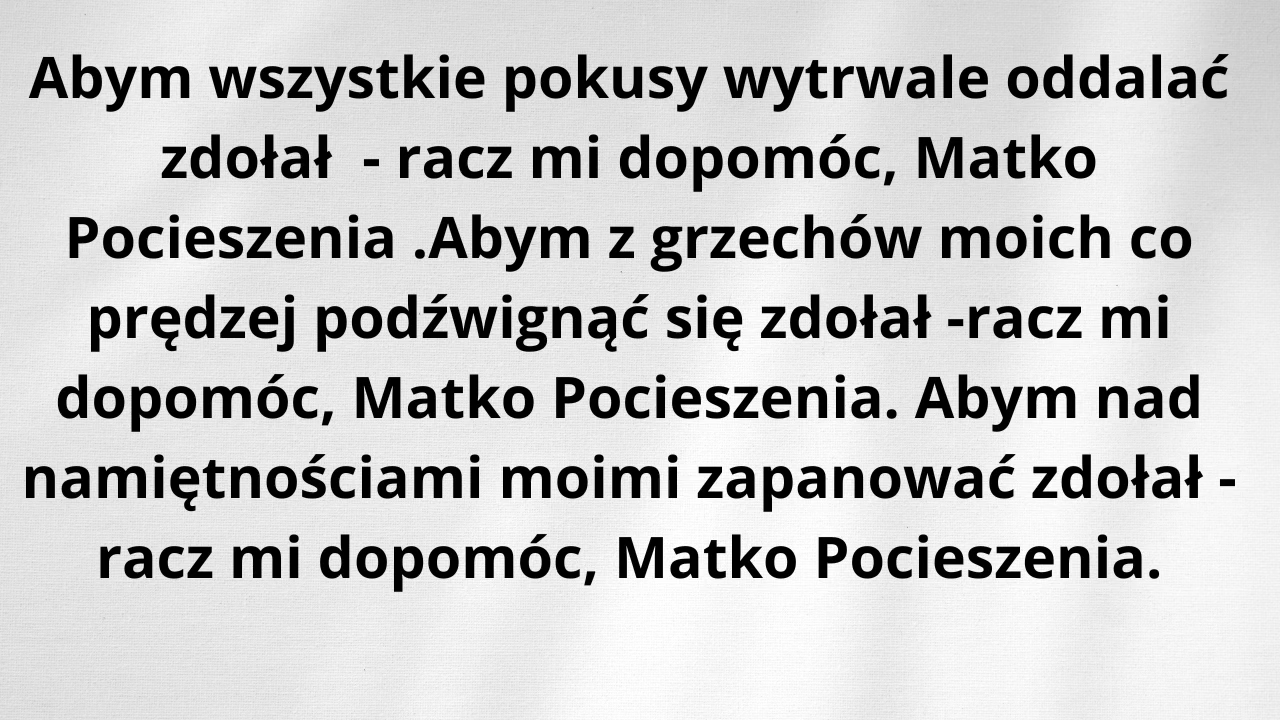 Abym wszystkie pokusy wytrwale oddalać
zdołał  - racz mi dopomóc, Matko
Pocieszenia .Abym z grzechów moich co
prędzej podźwignąć się zdołał -racz mi
dopomóc, Matko Pocieszenia. Abym nad
namiętnościami moimi zapanować zdołał -
racz mi dopomóc, Matko Pocieszenia.